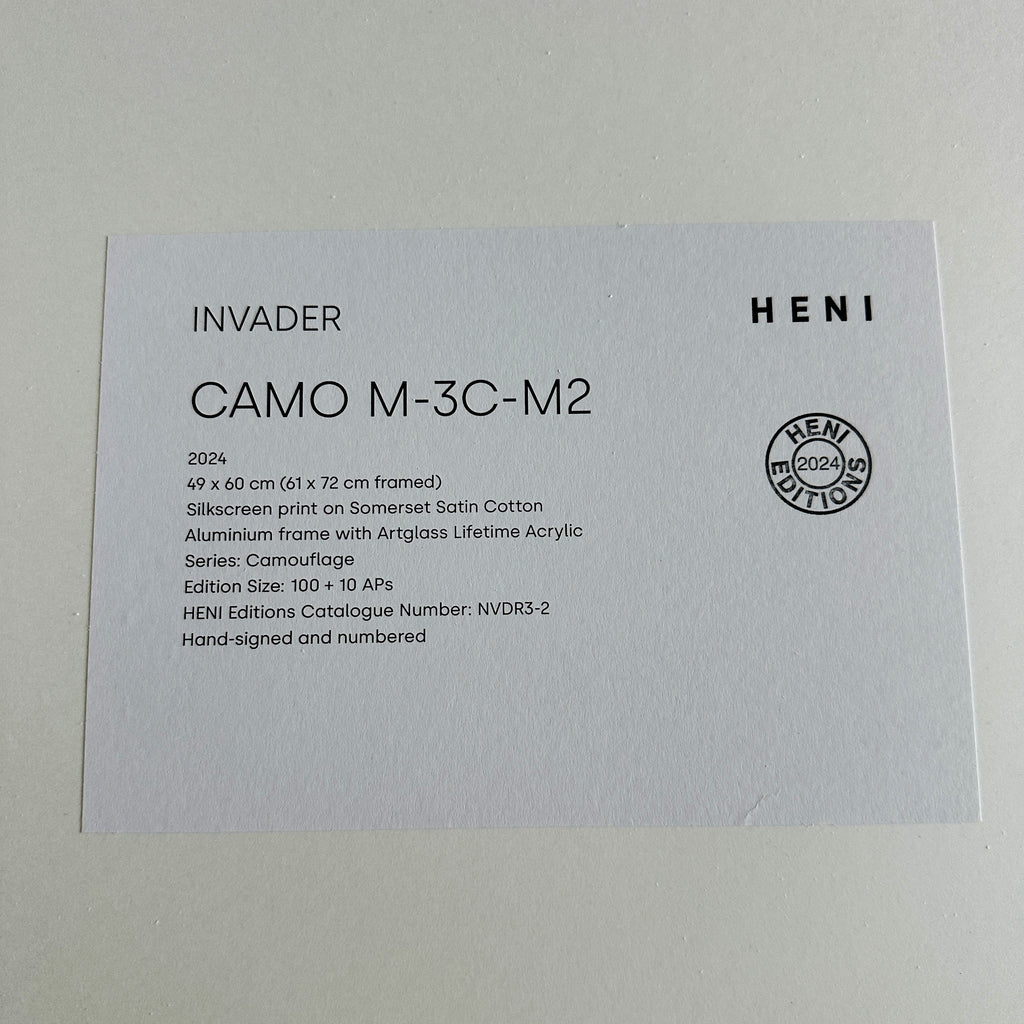 INVADER
HENI
CAMO M-3C-M2
2024
49 x 60 cm (61 x 72 cm framed)
Silkscreen print on Somerset Satin Cotton
Aluminium frame with Artglass Lifetime Acrylic
Series: Camouflage
Edition Size: 100 + 10 APs
HENI Editions Catalogue Number: NVDR3-2
Hand-signed and numbered
HENI
2024
EDITIONS